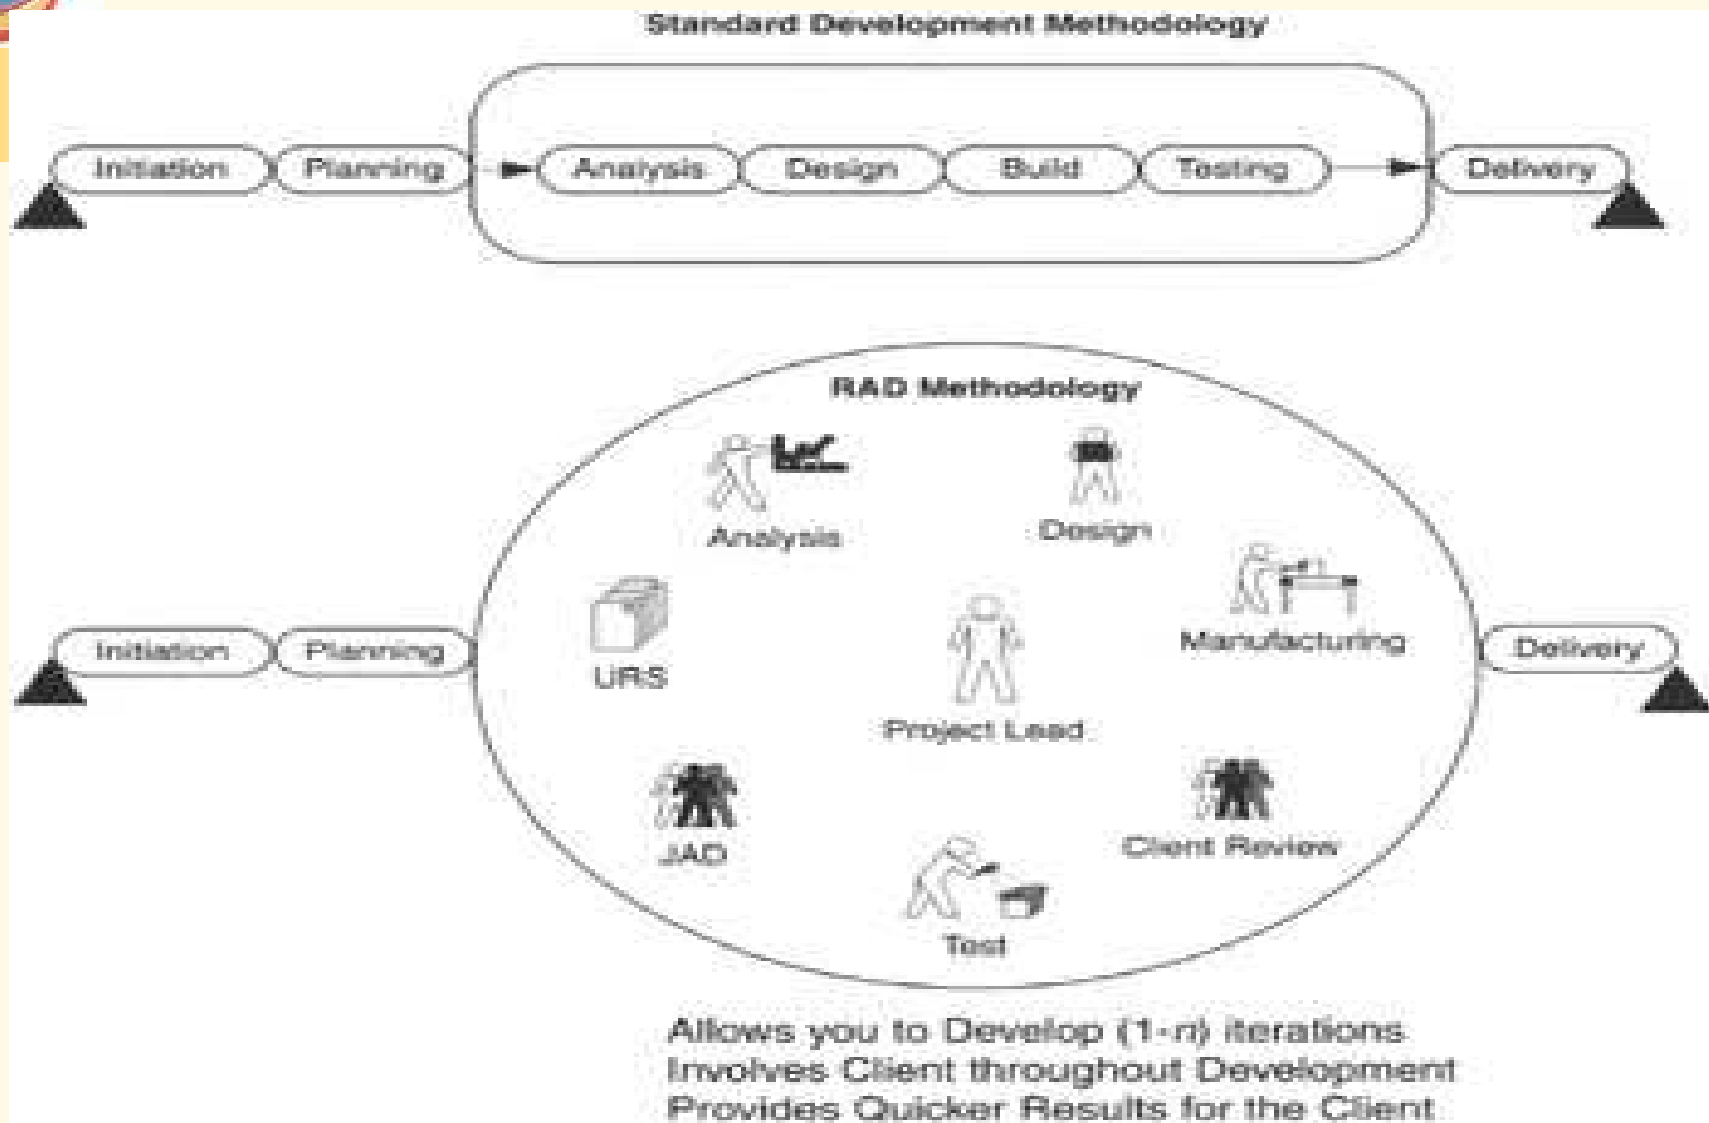 Standard Development Methodology
Initiation Planning Analysis Design Build Testing Delivery
RAD Methodology
Analysis
Design
Manufacturing
URS
Initiation Planning Delivery
Project Lead
JAD
Client Review
Test
Allows you to Develop (1-n) iterations
Involves Client throughout Development
Provides Quicker Results for the Client